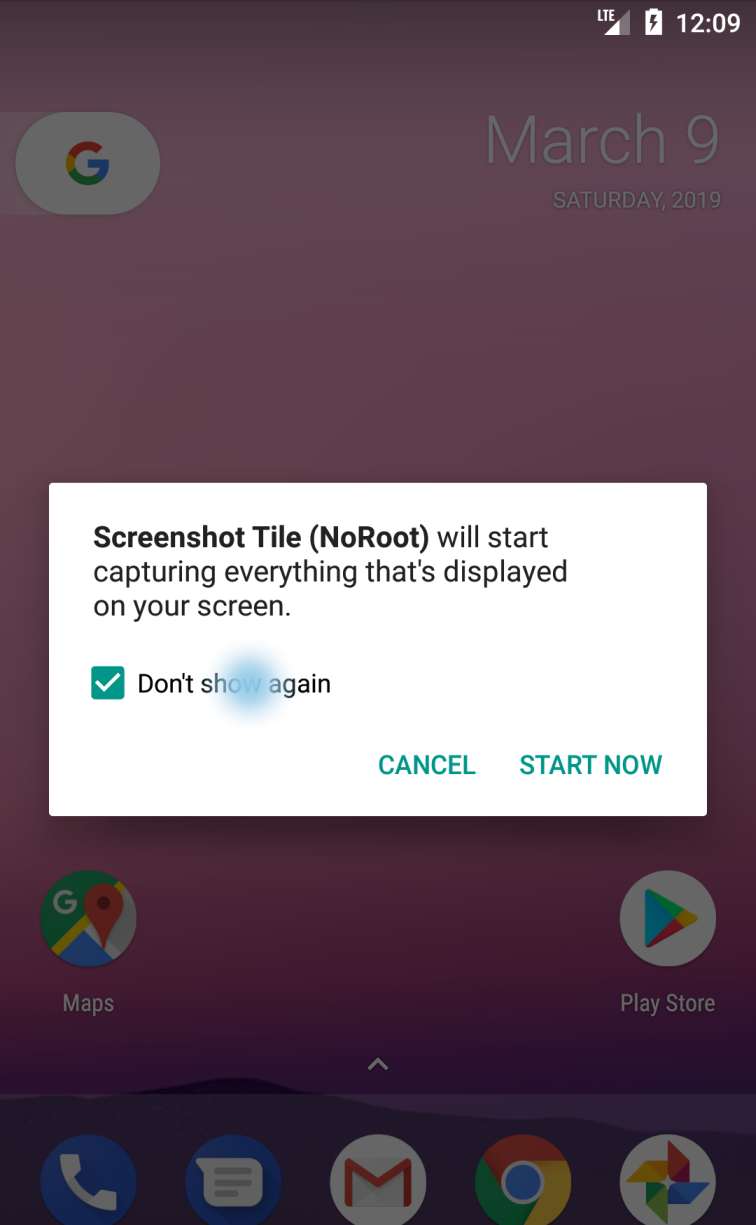 LTE
12:09
G
March 9
SATURDAY, 2019
Screenshot Tile (NoRoot) will start
capturing everything that's displayed
on your screen.
Don't show again
CANCEL
START NOW
G
Maps
Play Store